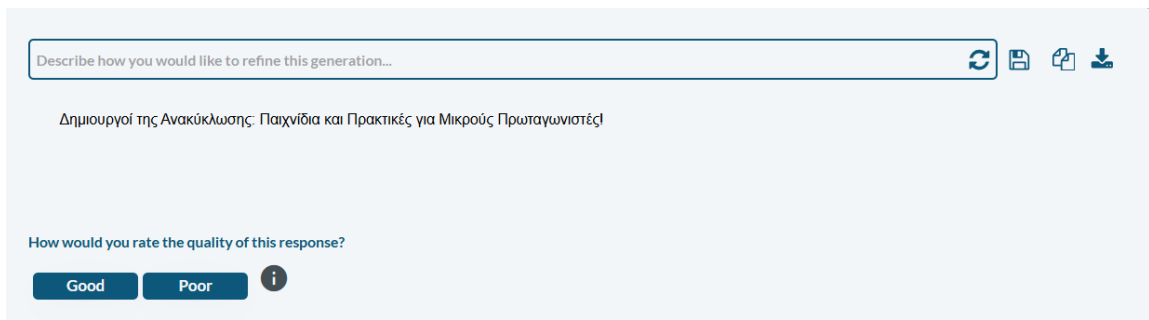 Describe how you would like to refine this generation...
Δημιουργοί της Ανακύκλωσης: Παιχνίδια και Πρακτικές για Μικρούς Πρωταγωνιστές!
How would you rate the quality of this response?
Good Poor i